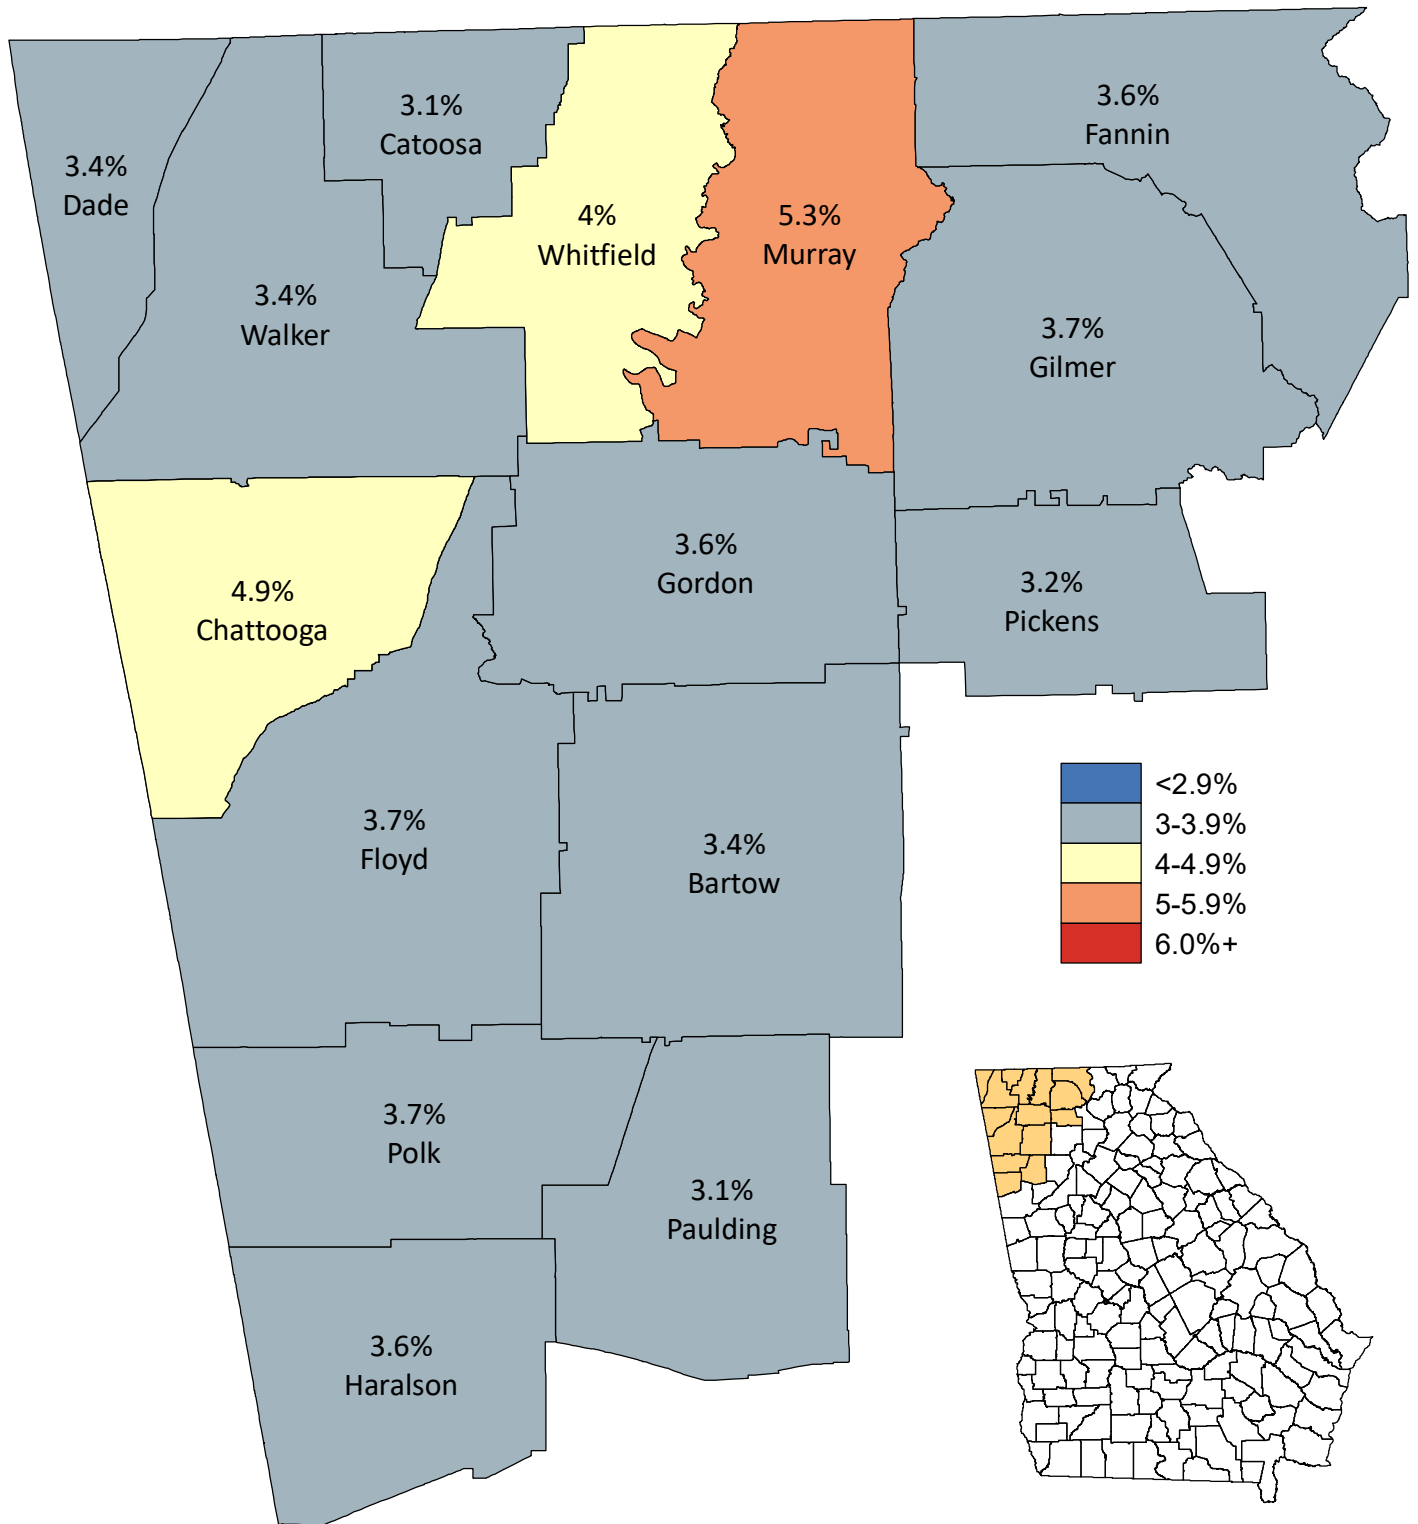 3.1%
Catoosa
3.6%
Fannin
3.4%
Dade
4%
Whitfield
5.3%
Murray
3.4%
Walker
3.7%
Gilmer
3.6%
Gordon
4.9%
Chattooga
3.2%
Pickens
3.7%
Floyd
3.4%
Bartow
<2.9%
3-3.9%
4-4.9%
5-5.9%
6.0%+
3.7%
Polk
3.1%
Paulding
3.6%
Haralson